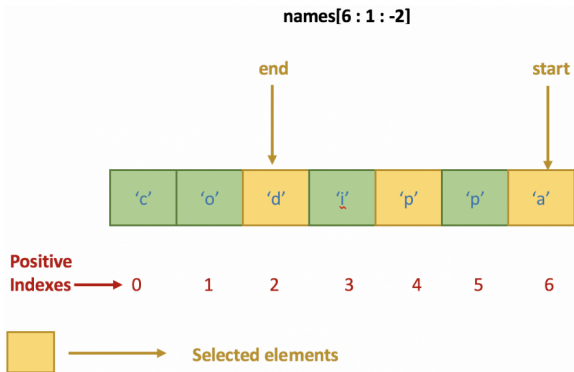 names[6 : 1 : -2]
end start
‘c’ ‘o’ ‘d’ ‘i’ ‘p’ ‘p’ ‘a’
Positive
Indexes 0 1 2 3 4 5 6
Selected elements